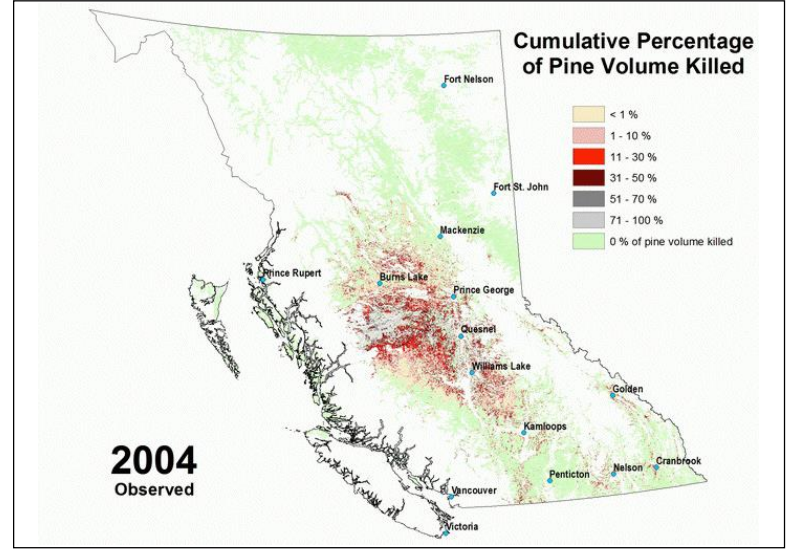 Cumulative Percentage
of Pine Volume Killed
Fort Nelson
< 1 %
1 - 10 %
11 - 30 %
31 - 50 %
51 - 70 %
71 - 100 %
0 % of pine volume killed
Fort St. John
Mackenzie
Prince Rupert
Burns Lake
Prince George
Quesnel
Williams Lake
Golden
Kamloops
2004
Observed
Penticton
Nelson
Cranbrook
Vancouver
Victoria